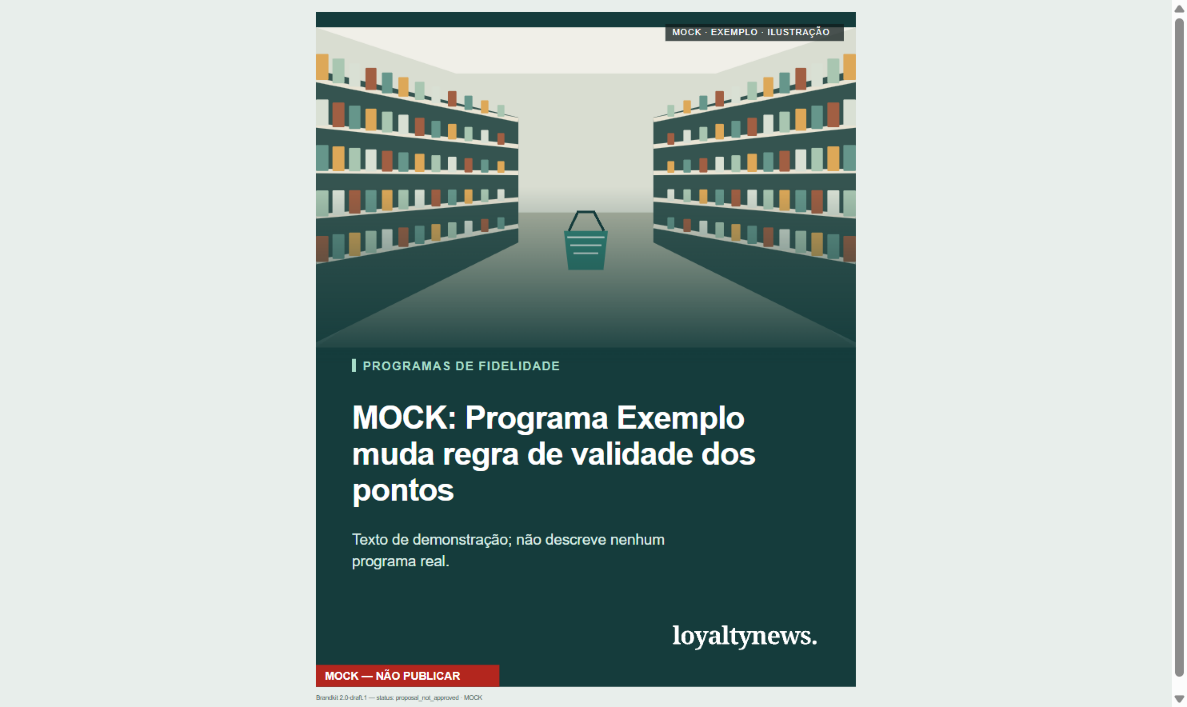 MOCK · EXEMPLO · ILUSTRAÇÃO
PROGRAMAS DE FIDELIDADE
MOCK: Programa Exemplo
muda regra de validade dos
pontos
Texto de demonstração; não descreve nenhum
programa real.
loyaltynews.
MOCK — NÃO PUBLICAR
Brandkit 2.0-draft.1 — status: proposal_not_approved · MOCK